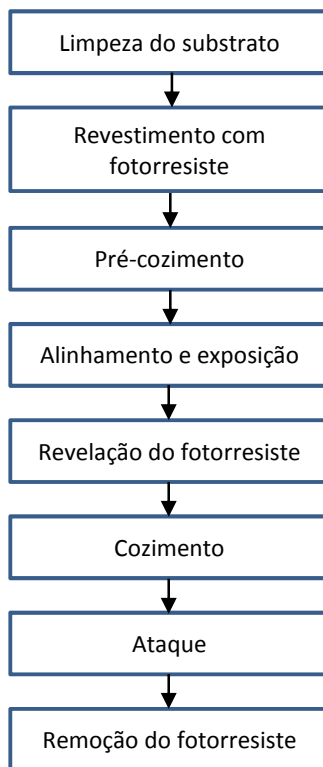 Limpeza do substrato
Revestimento com
fotorresiste
Pré-cozimento
Alinhamento e exposição
Revelação do fotorresiste
Cozimento
Ataque
Remoção do fotorresiste